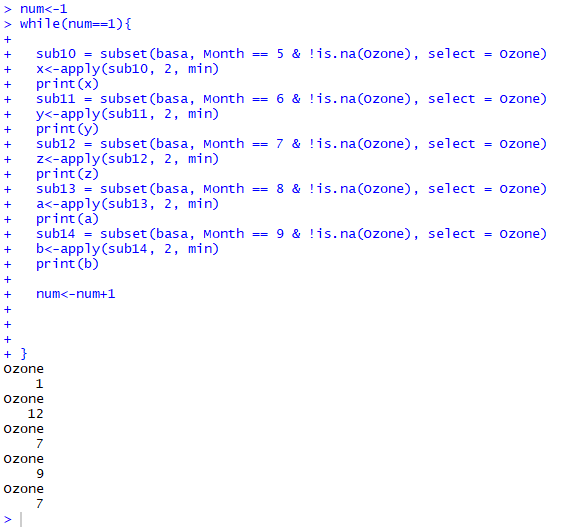 > num<-1
> while(num==1){
+
+   sub10 = subset(basa, Month == 5 & !is.na(Ozone), select = Ozone)
+   x<-apply(sub10, 2, min)
+   print(x)
+   sub11 = subset(basa, Month == 6 & !is.na(Ozone), select = Ozone)
+   y<-apply(sub11, 2, min)
+   print(y)
+   sub12 = subset(basa, Month == 7 & !is.na(Ozone), select = Ozone)
+   z<-apply(sub12, 2, min)
+   print(z)
+   sub13 = subset(basa, Month == 8 & !is.na(Ozone), select = Ozone)
+   a<-apply(sub13, 2, min)
+   print(a)
+   sub14 = subset(basa, Month == 9 & !is.na(Ozone), select = Ozone)
+   b<-apply(sub14, 2, min)
+   print(b)
+
+   num<-num+1
+
+
+
+ }
Ozone
    1
Ozone
   12
Ozone
    7
Ozone
    9
Ozone
    7
>